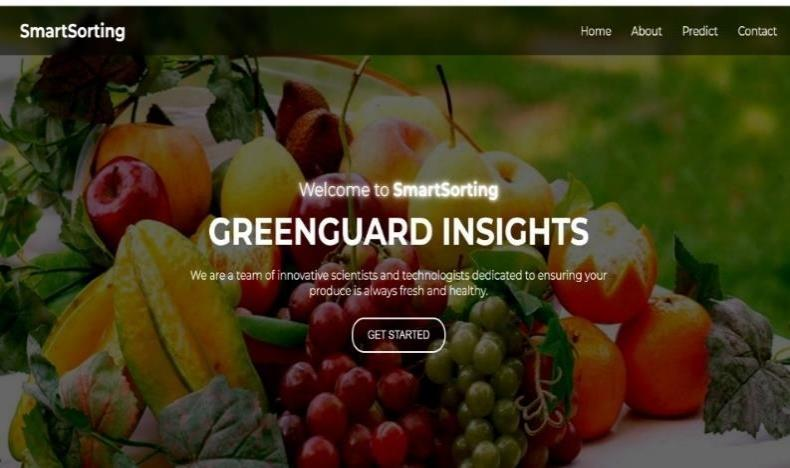 SmartSorting
Home About Predict Contact
Welcome to SmartSorting
GREENGUARD INSIGHTS
We are a team of innovative scientists and technologists dedicated to ensuring your
produce is always fresh and healthy.
GET STARTED